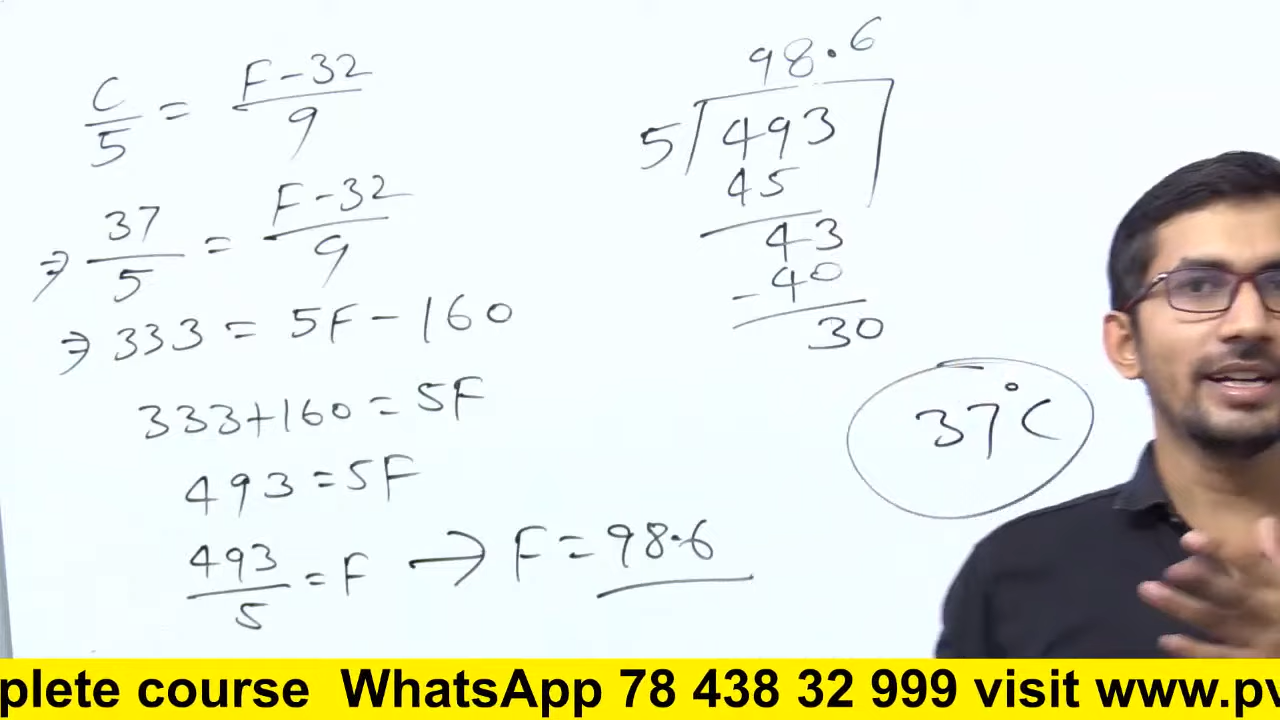 C/5 = F-32/9
⇒ 37/5 = F-32/9
⇒ 333 = 5F - 160
333+160 = 5F
493 = 5F
493/5 = F → F = 98.6
98.6
5 493
45
43
-40
30
37°C
plete course WhatsApp 78 438 32 999 visit www.pv